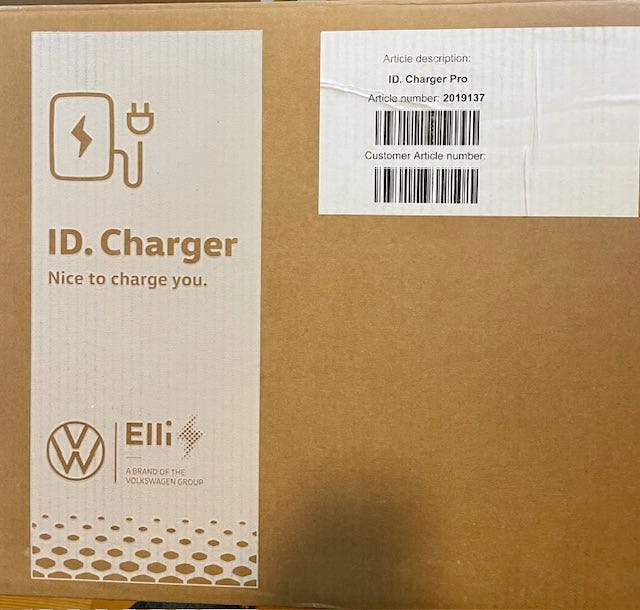 ID. Charger
Nice to charge you.
VW
Elli
A BRAND OF THE
VOLKSWAGEN GROUP
Article description:
ID. Charger Pro
Article number: 2019137
Customer Article number: